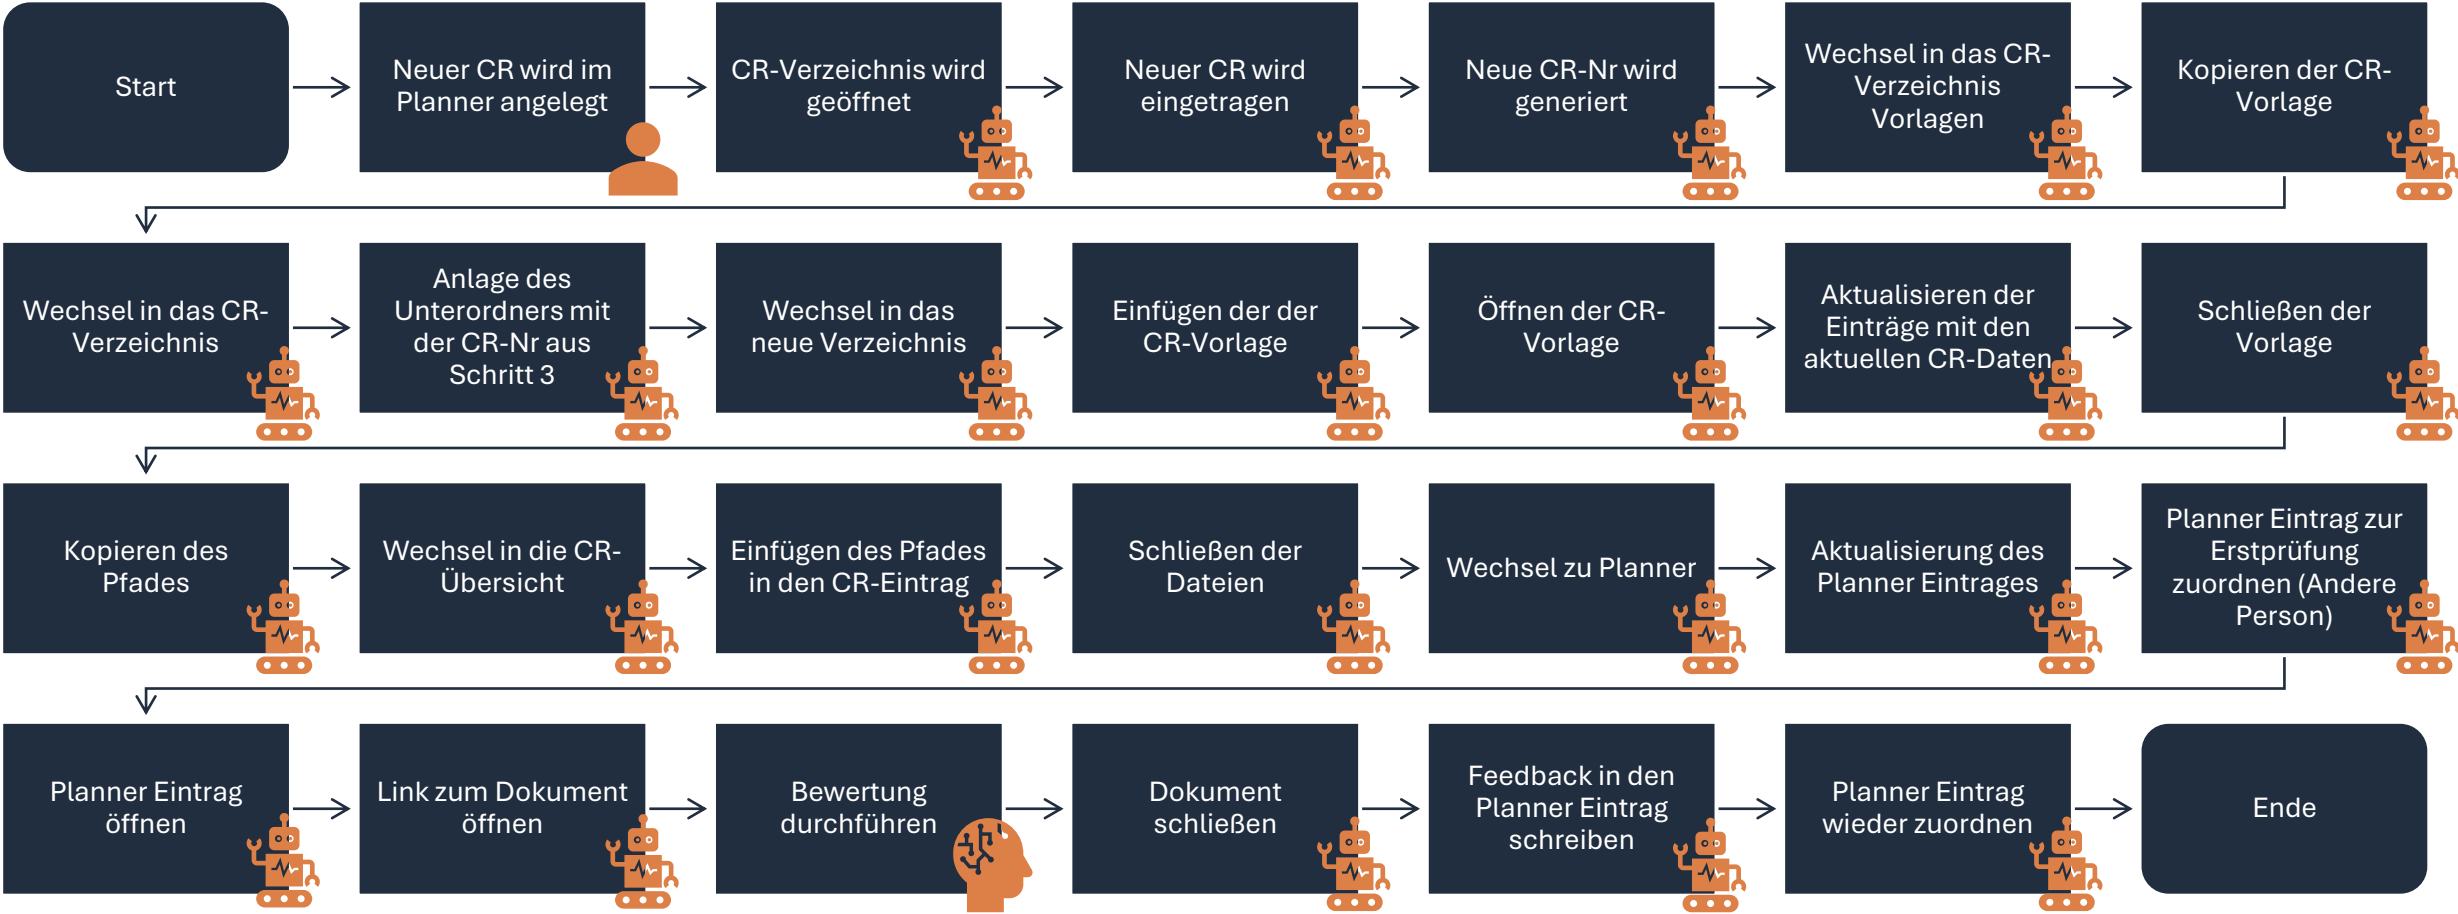 Start
Neuer CR wird im
Planner angelegt
CR-Verzeichnis wird
geöffnet
Neuer CR wird
eingetragen
Neue CR-Nr wird
generiert
Wechsel in das CR-
Verzeichnis
Vorlagen
Kopieren der CR-
Vorlage
Wechsel in das CR-
Verzeichnis
Anlage des
Unterordners mit
der CR-Nr aus
Schritt 3
Wechsel in das
neue Verzeichnis
Einfügen der der
CR-Vorlage
Öffnen der CR-
Vorlage
Aktualisieren der
Einträge mit den
aktuellen CR-Daten
Schließen der
Vorlage
Kopieren des
Pfades
Wechsel in die CR-
Übersicht
Einfügen des Pfades
in den CR-Eintrag
Schließen der
Dateien
Wechsel zu Planner
Aktualisierung des
Planner Eintrages
Planner Eintrag zur
Erstprüfung
zuordnen (Andere
Person)
Planner Eintrag
öffnen
Link zum Dokument
öffnen
Bewertung
durchführen
Dokument
schließen
Feedback in den
Planner Eintrag
schreiben
Planner Eintrag
wieder zuordnen
Ende